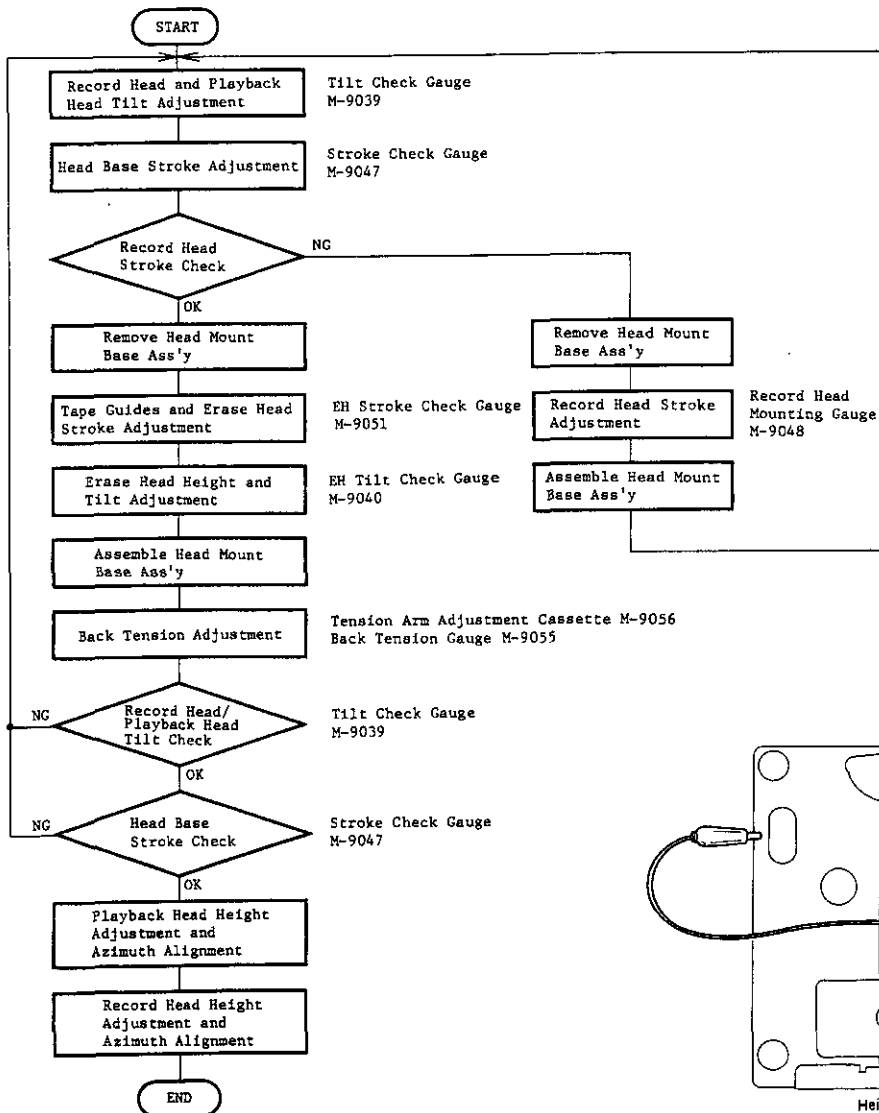 START
Record Head and Playback
Head Tilt Adjustment
Tilt Check Gauge
M-9039
Head Base Stroke Adjustment
Stroke Check Gauge
M-9047
Record Head
Stroke Check
NG
OK
Remove Head Mount
Base Ass'y
Remove Head Mount
Base Ass'y
Tape Guides and Erase Head
Stroke Adjustment
EH Stroke Check Gauge
M-9051
Record Head Stroke
Adjustment
Record Head
Mounting Gauge
M-9048
Erase Head Height and
Tilt Adjustment
EH Tilt Check Gauge
M-9040
Assemble Head Mount
Base Ass'y
Assemble Head Mount
Base Ass'y
Back Tension Adjustment
Tension Arm Adjustment Cassette M-9056
Back Tension Gauge M-9055
NG
Record Head/
Playback Head
Tilt Check
Tilt Check Gauge
M-9039
OK
NG
Head Base
Stroke Check
Stroke Check Gauge
M-9047
OK
Playback Head Height
Adjustment and
Azimuth Alignment
Record Head Height
Adjustment and
Azimuth Alignment
END
Hei